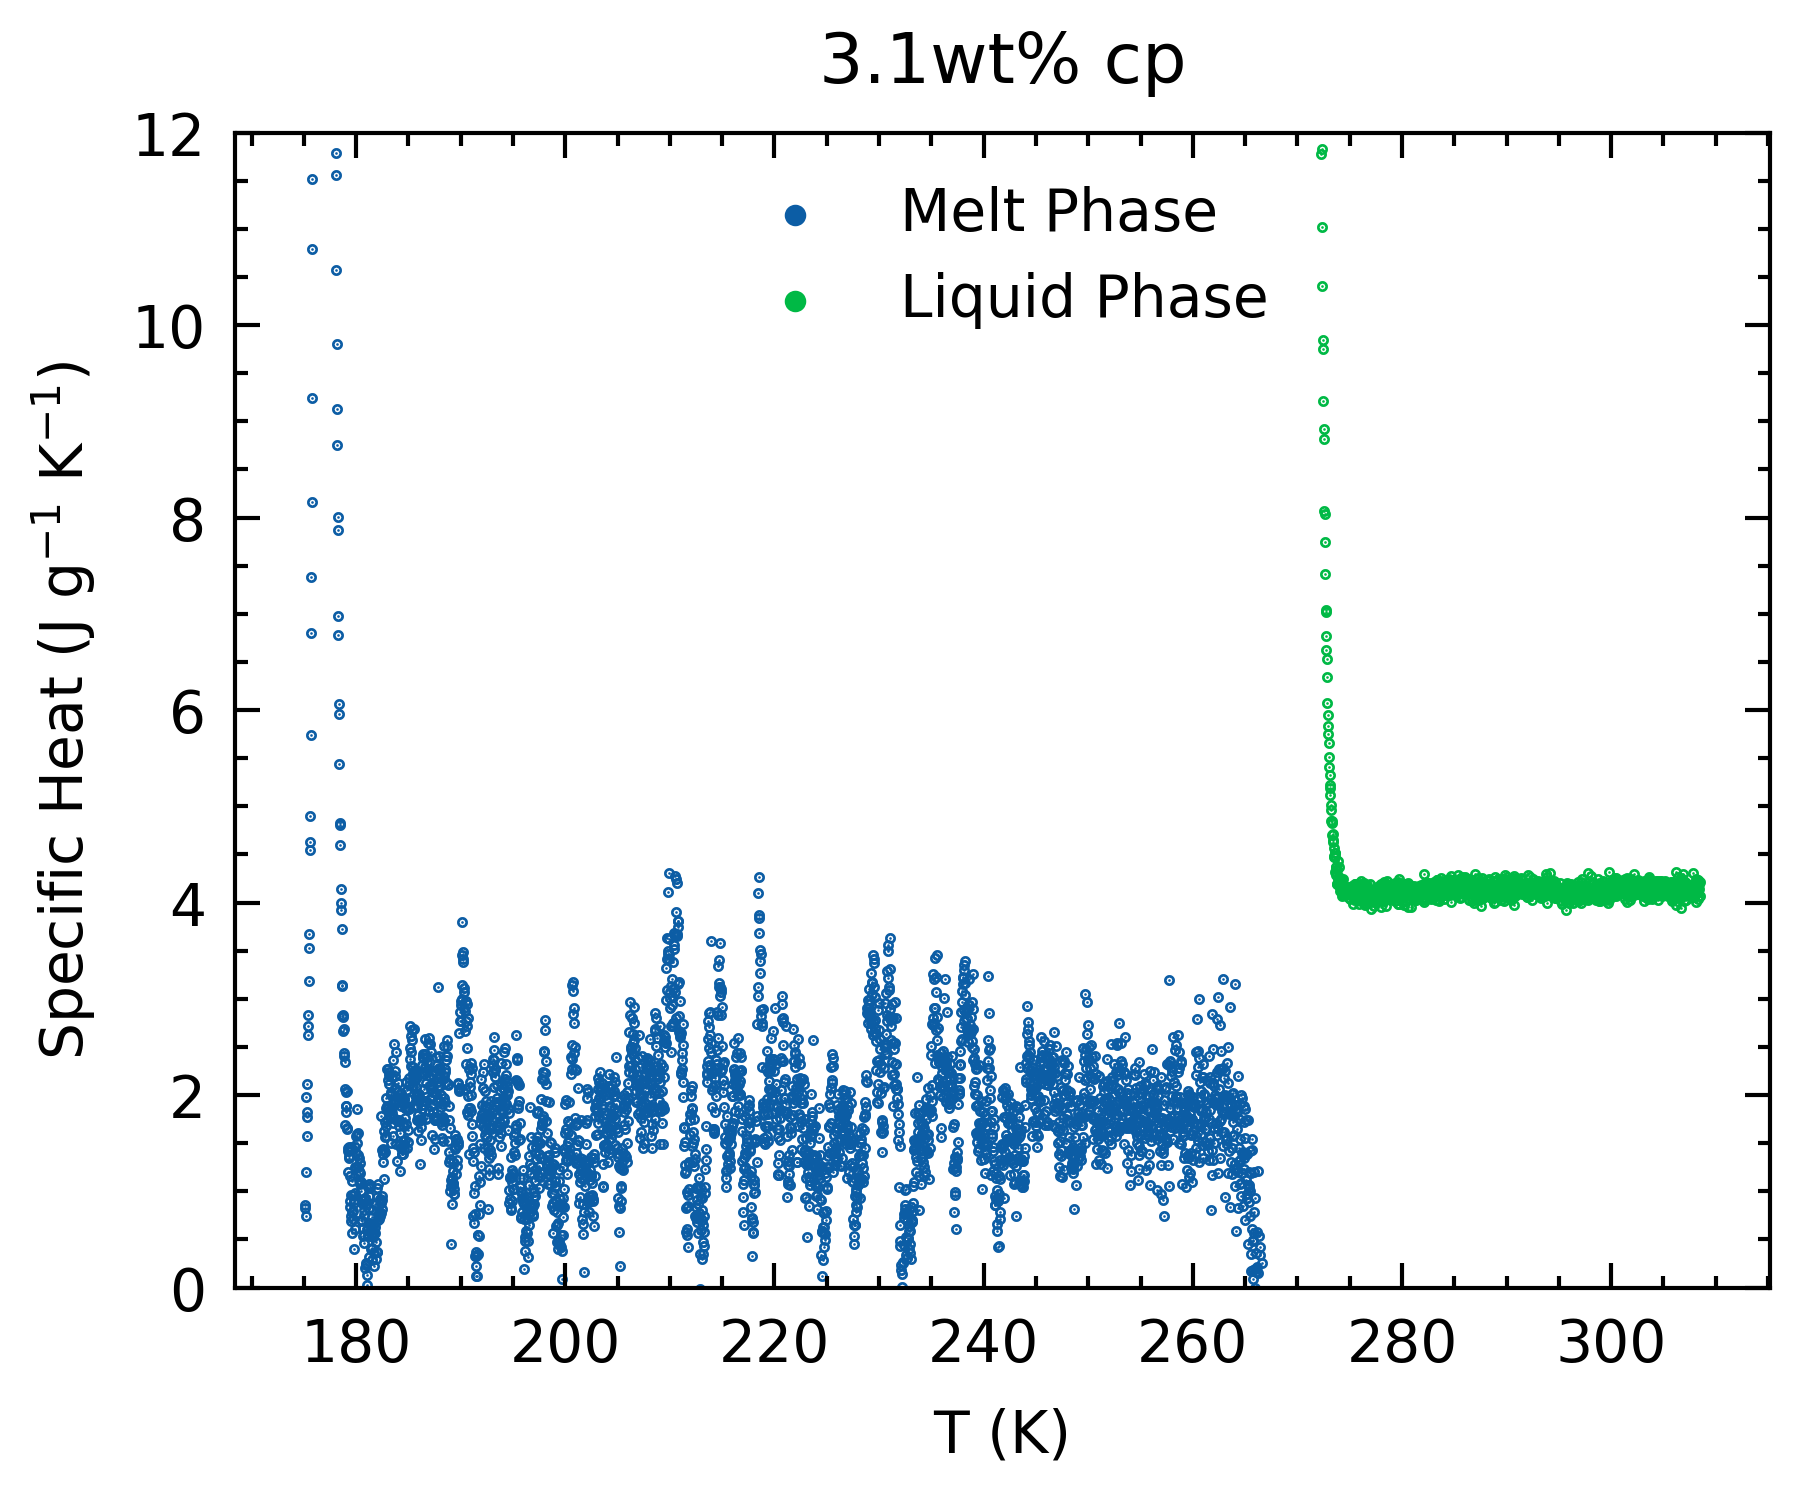 3.1wt% cp
12
10
8
6
4
2
0
Specific Heat (J g⁻¹ K⁻¹)
Melt Phase
Liquid Phase
180 200 220 240 260 280 300
T (K)